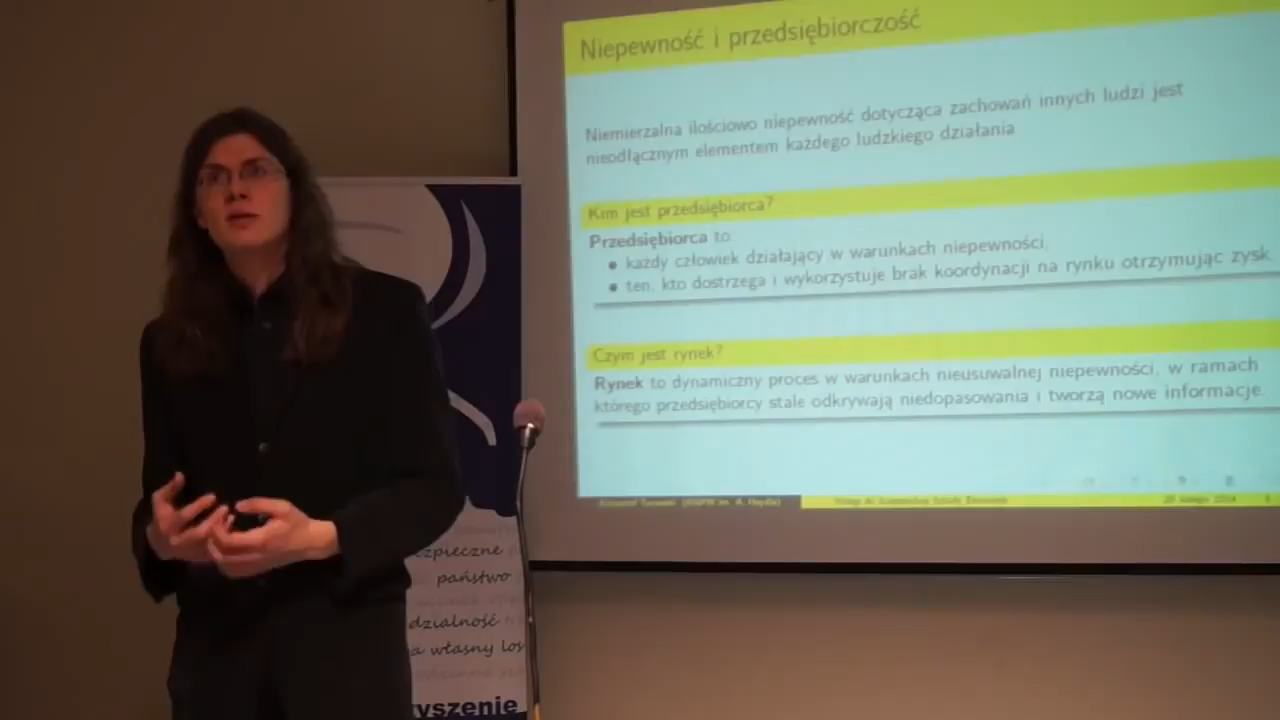 Niepewność i przedsiębiorczość
Niemierzalna ilościowo niepewność dotycząca zachowań innych ludzi jest
nieodłącznym elementem każdego ludzkiego działania
Kim jest przedsiębiorca?
Przedsiębiorca to:
• każdy człowiek działający w warunkach niepewności,
• ten, kto dostrzega i wykorzystuje brak koordynacji na rynku otrzymując zysk.
Czym jest rynek?
Rynek to dynamiczny proces w warunkach nieusuwalnej niepewności, w ramach
którego przedsiębiorcy stale odkrywają niedopasowania i tworzą nowe informacje.
zpieczne
państwo
dzialność
a własny los
yszenie